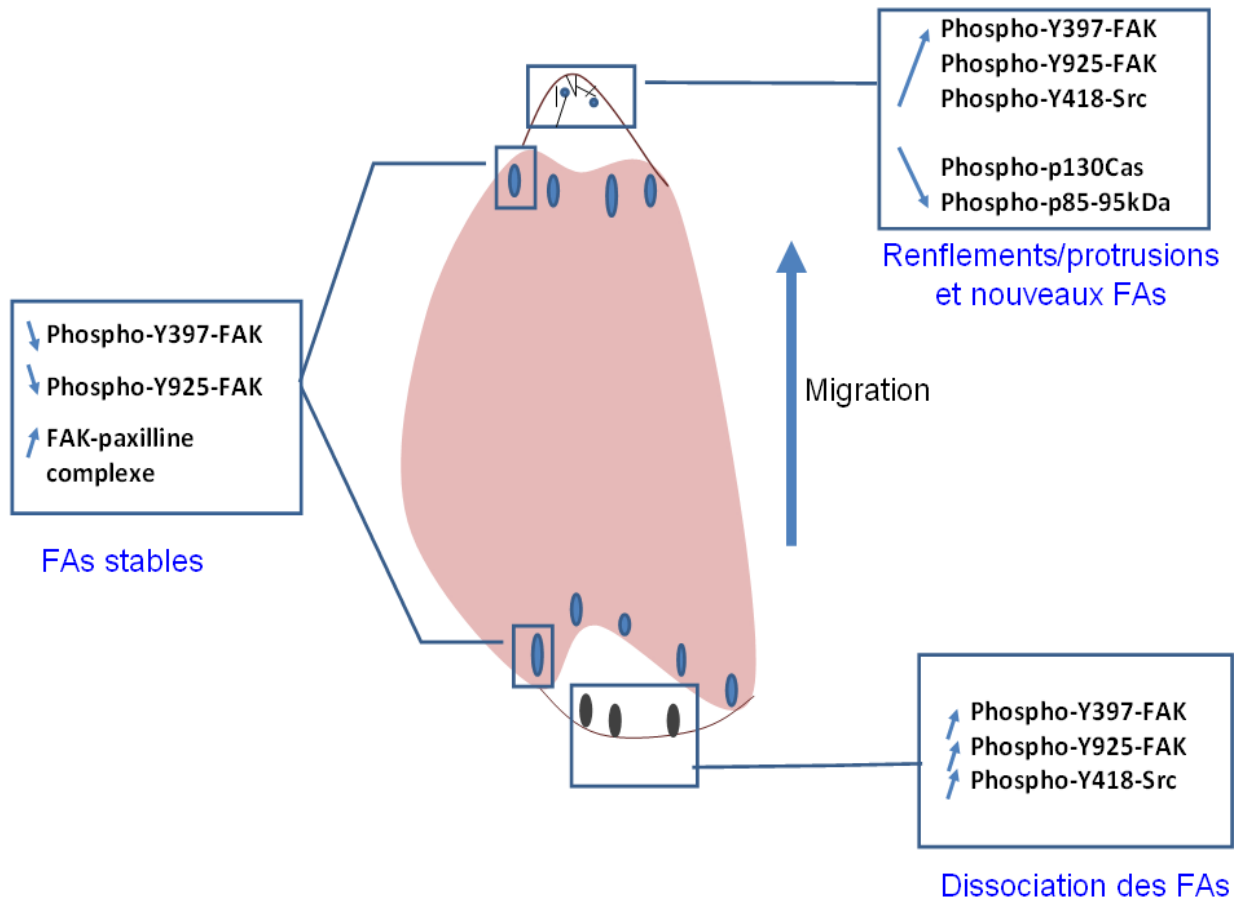 Phospho-Y397-FAK
Phospho-Y925-FAK
Phospho-Y418-Src
Phospho-p130Cas
Phospho-p85-95kDa
Renflements/protrusions
et nouveaux FAs
Phospho-Y397-FAK
Phospho-Y925-FAK
FAK-paxilline
complexe
FAs stables
Migration
Phospho-Y397-FAK
Phospho-Y925-FAK
Phospho-Y418-Src
Dissociation des FAs